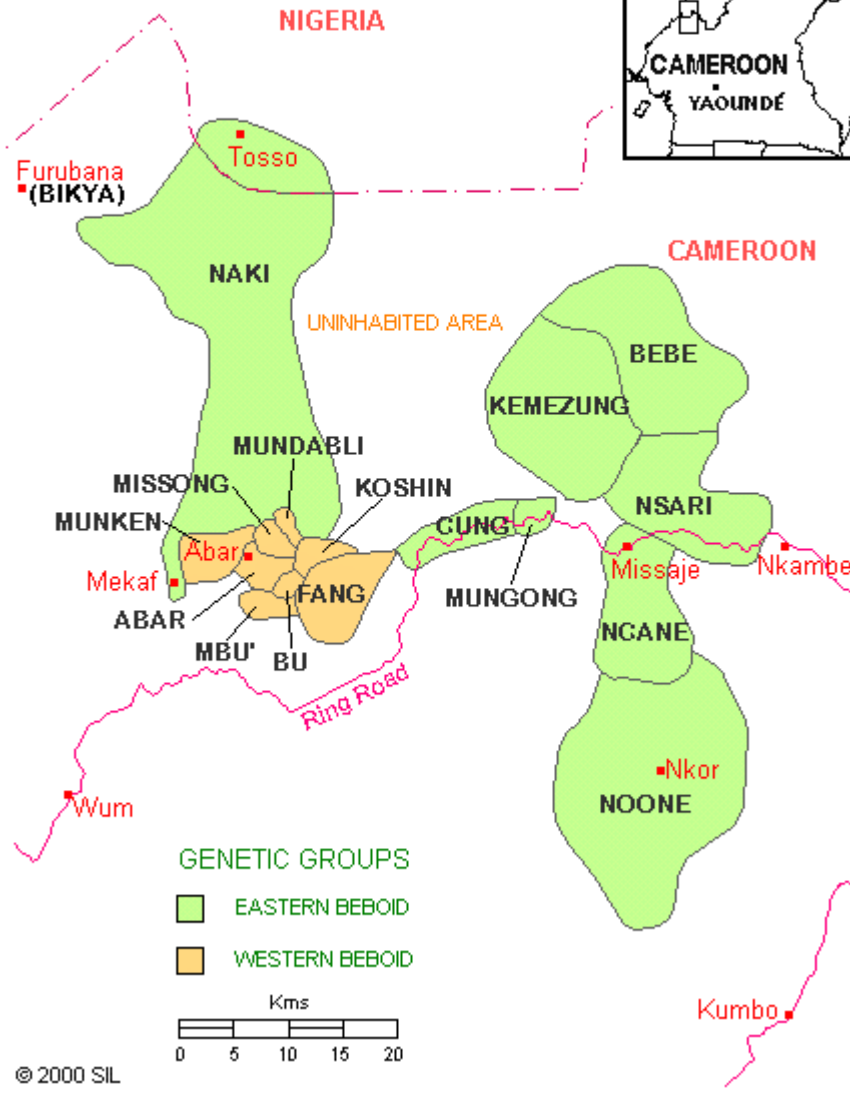 NIGERIA
CAMEROON
YAOUNDÉ
Tosso
Furubana
(BIKYA)
CAMEROON
NAKI
UNINHABITED AREA
BEBE
KEMEZUNG
MUNDABLI
MISSONG
KOSHIN
NSARI
MUNKEN
CUNG
Abar
Missaje
Nkambe
Mekaf
FANG
MUNGONG
ABAR
NCANE
MBU'
BU
Ring Road
Nkor
Wum
NOONE
GENETIC GROUPS
EASTERN BEBOID
WESTERN BEBOID
Kms
0 5 10 15 20
Kumbo
© 2000 SIL